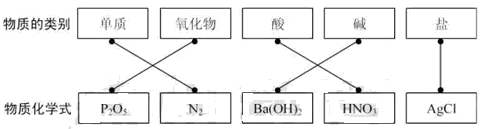 物质的类别 单质 氧化物 酸 碱 盐
物质化学式 P₂O₅ N₂ Ba(OH)₂ HNO₃ AgCl